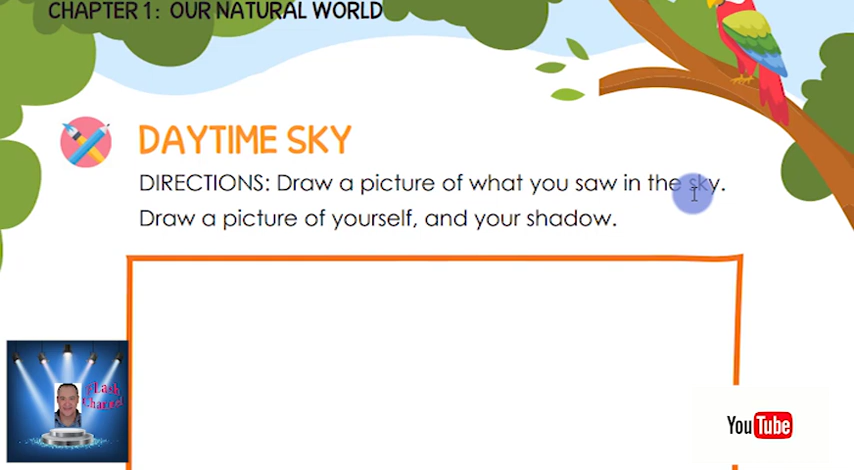 CHAPTER 1: OUR NATURAL WORLD
DAYTIME SKY
DIRECTIONS: Draw a picture of what you saw in the sky.
Draw a picture of yourself, and your shadow.
Flash
Channel
YouTube